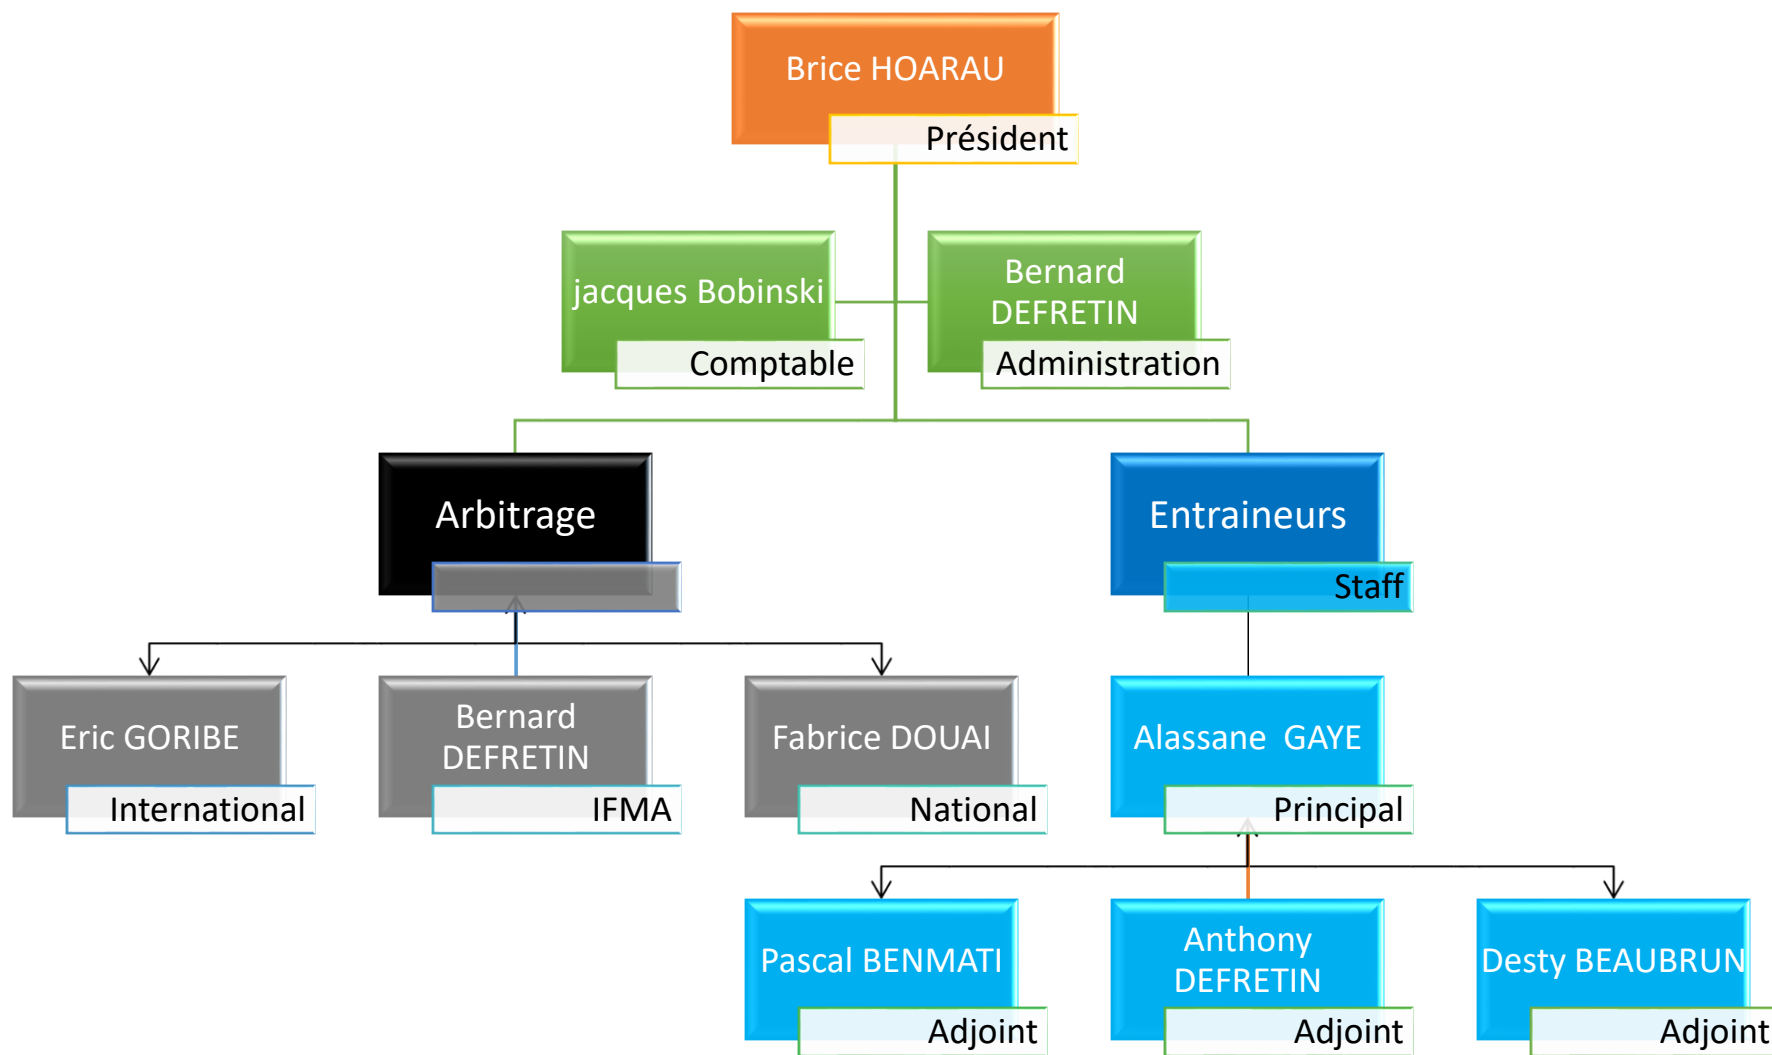 Brice HOARAU
Président
jacques Bobinski
Comptable
Bernard
DEFRETIN
Administration
Arbitrage
Entraineurs
Staff
Eric GORIBE
International
Bernard
DEFRETIN
IFMA
Fabrice DOUAI
National
Alassane  GAYE
Principal
Pascal BENMATI
Adjoint
Anthony
DEFRETIN
Adjoint
Desty BEAUBRUN
Adjoint